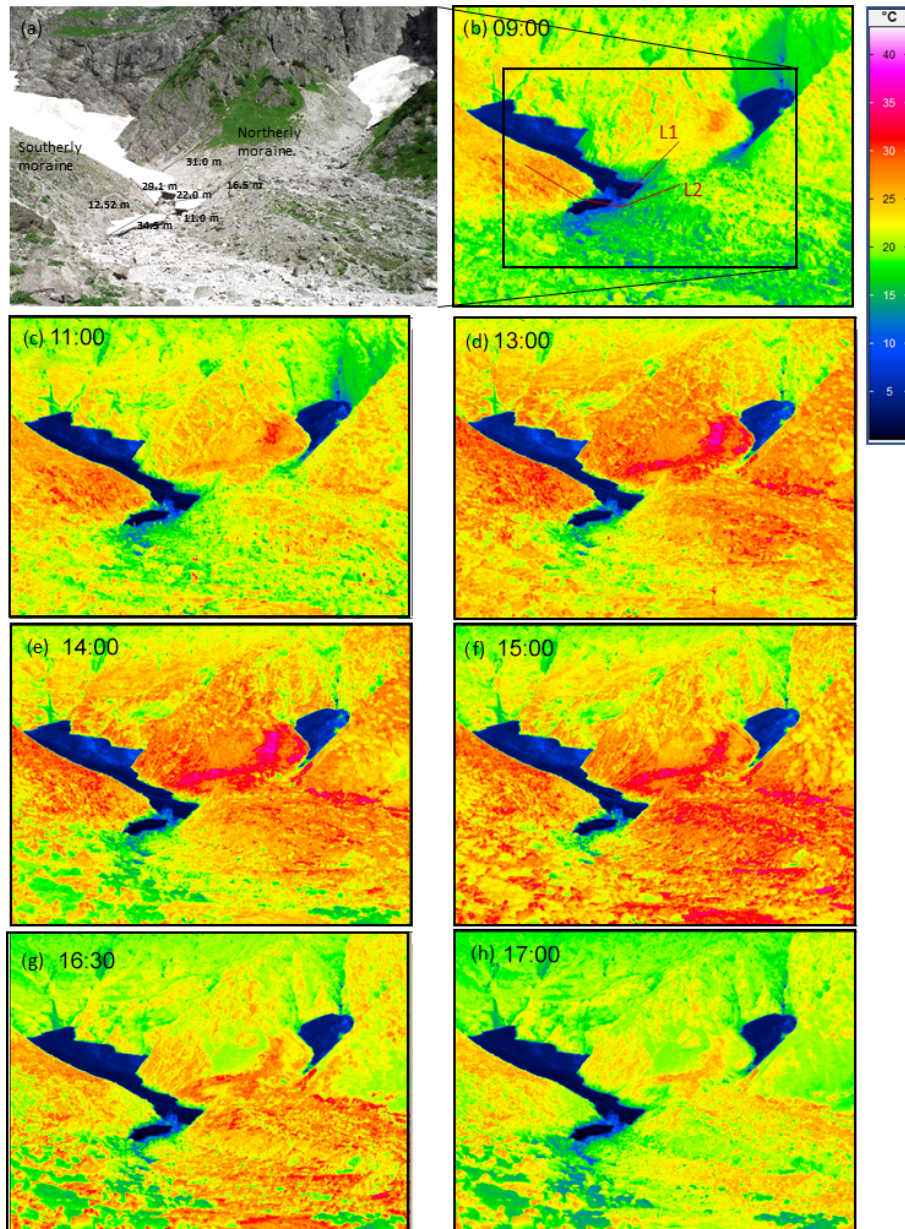 (a)
Southerly
moraine
Northerly
moraine
31.0 m
29.1 m
22.0 m
16.5 m
12.52 m
11.0 m
34.5 m
(b) 09:00
L1
L2
°C
40
35
30
25
20
15
10
5
(c) 11:00
(d) 13:00
(e) 14:00
(f) 15:00
(g) 16:30
(h) 17:00